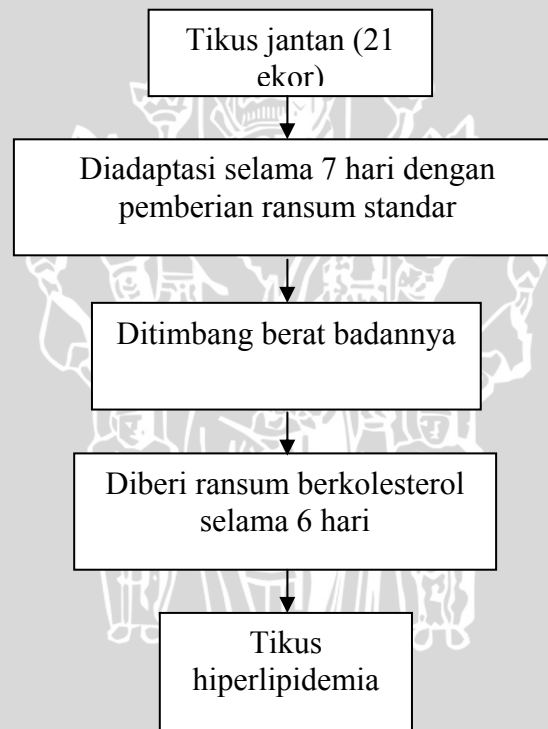 Tikus jantan (21
ekor)
Diadaptasi selama 7 hari dengan
pemberian ransum standar
Ditimbang berat badannya
Diberi ransum berkolesterol
selama 6 hari
Tikus
hiperlipidemia